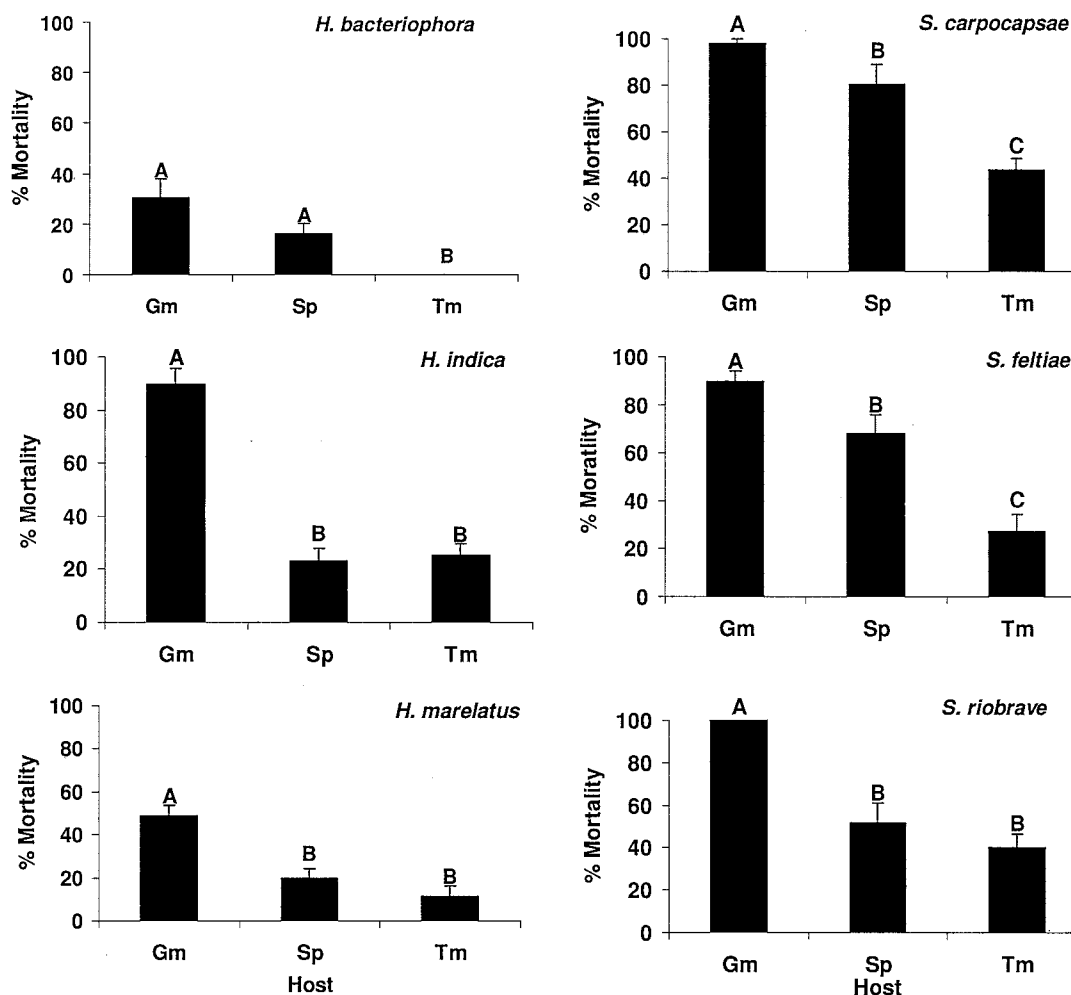 H. bacteriophora
% Mortality
100
80
60
40
20
0
A
A
B
Gm Sp Tm
S. carpocapsae
% Mortality
100
80
60
40
20
0
A
B
C
Gm Sp Tm
H. indica
% Mortality
100
80
60
40
20
0
A
B
B
Gm Sp Tm
S. feltiae
% Moratlity
100
80
60
40
20
0
A
B
C
Gm Sp Tm
H. marelatus
% Mortality
100
80
60
40
20
0
A
B
B
Gm Sp Tm
Host
S. riobrave
% Mortality
100
80
60
40
20
0
A
B
B
Gm Sp Tm
Host